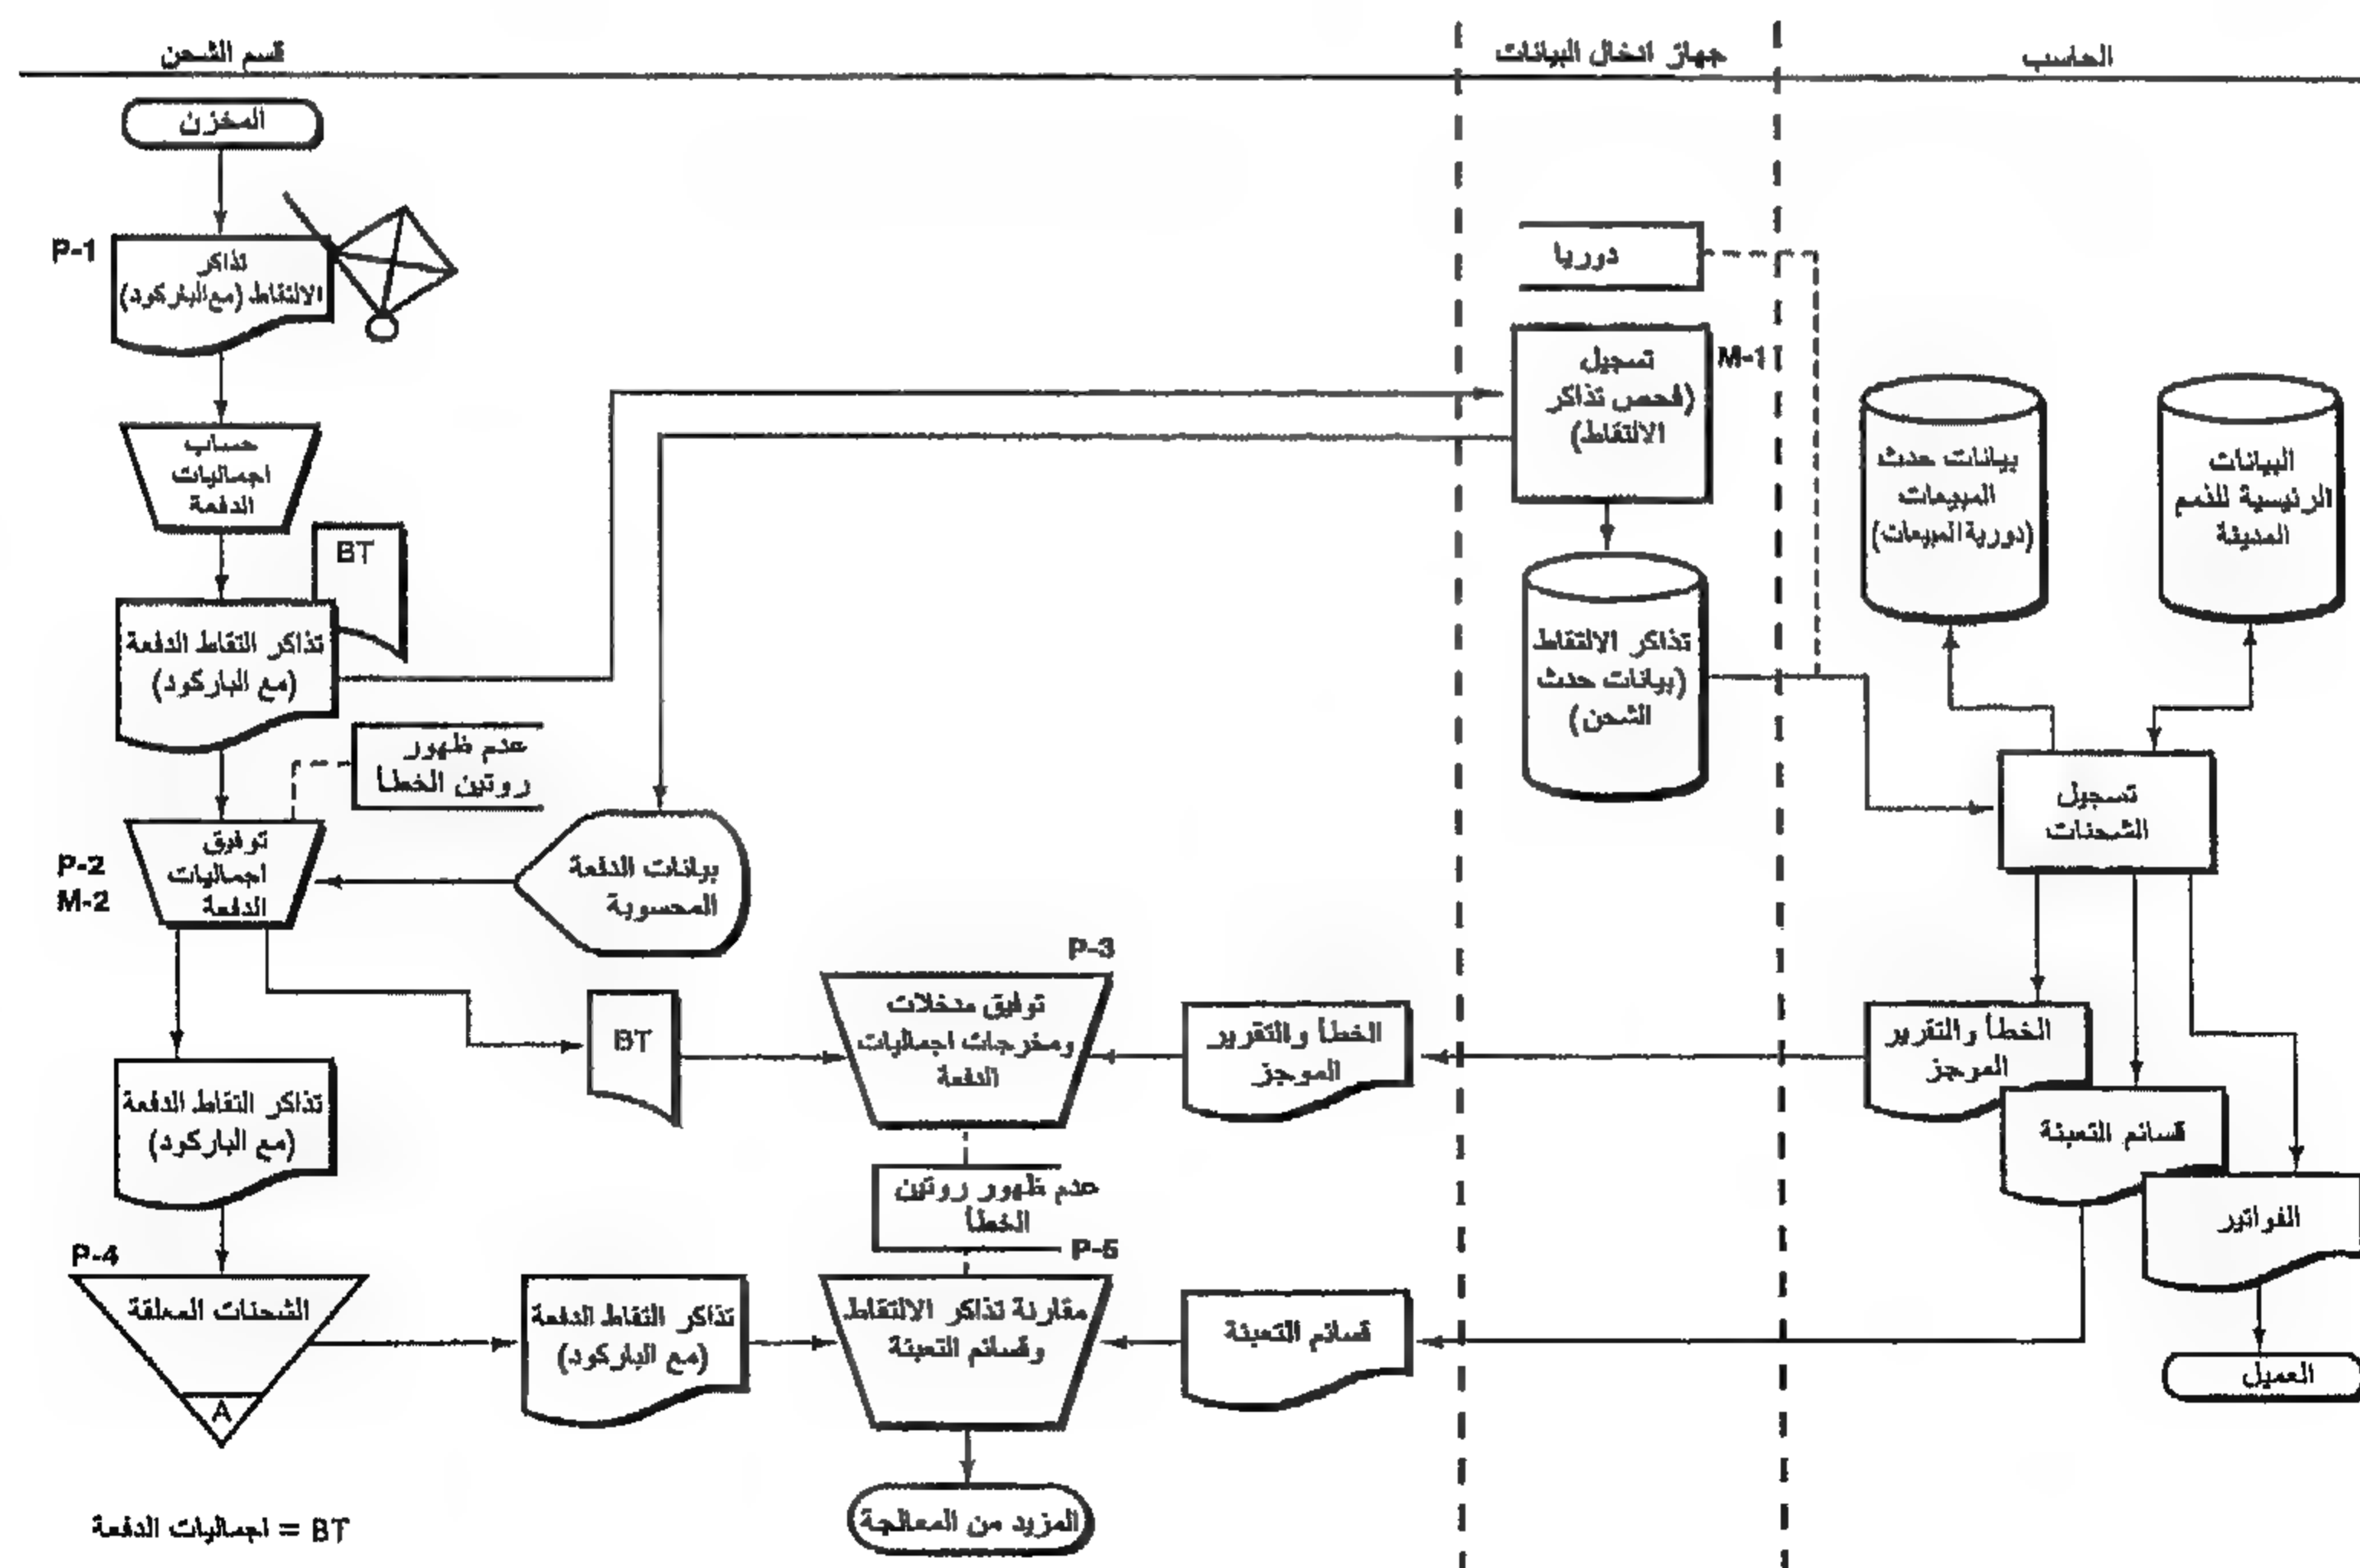 قسم الشحن
جهاز ادخال البيانات
الحاسب
المخزن
P-1
تذاكر
الالتقاط (مع الباركود)
حساب
اجماليات
الدفعة
BT
تذاكر التقاط الدفعة
(مع الباركود)
عدم ظهور
روتين الخطأ
توفيق
اجماليات
الدفعة
P-2
M-2
بيانات الدفعة
المحسوبة
تذاكر التقاط الدفعة
(مع الباركود)
BT
P-3
توفيق مدخلات
ومخرجات اجماليات
الدفعة
الخطأ والتقرير
الموجز
عدم ظهور روتين
الخطأ
P-4
الشحنات المعلقة
A
تذاكر التقاط الدفعة
(مع الباركود)
P-5
مقارنة تذاكر الالتقاط
وقسائم التعبئة
قسائم التعبئة
المزيد من المعالجة
BT = اجماليات الدفعة
دوريا
تسجيل
(فحص تذاكر
الالتقاط)
M-1
تذاكر الالتقاط
(بيانات حدث
الشحن)
بيانات حدث
المبيعات
(دورية المبيعات)
البيانات
الرئيسية للذمم
المدينة
تسجيل
الشحنات
الخطأ والتقرير
الموجز
قسائم التعبئة
الفواتير
العميل